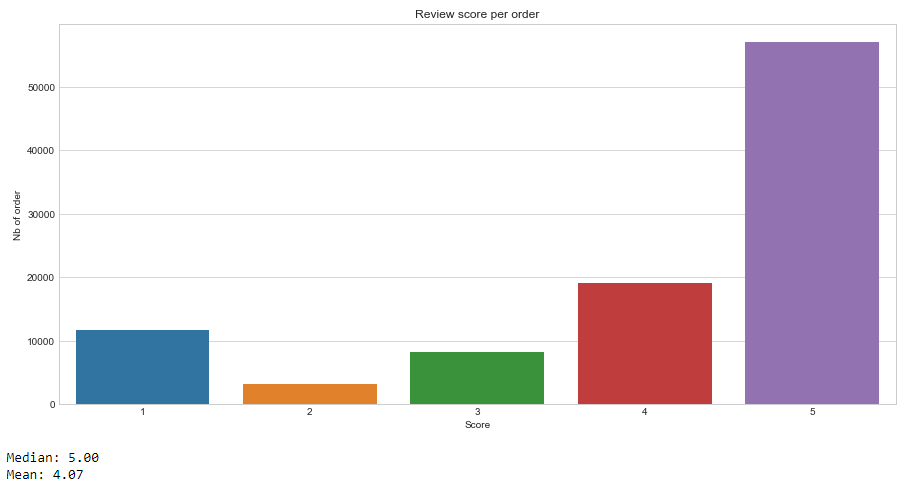 Review score per order
50000
40000
30000
20000
10000
0
Nb of order
1 2 3 4 5
Score
Median: 5.00
Mean: 4.07